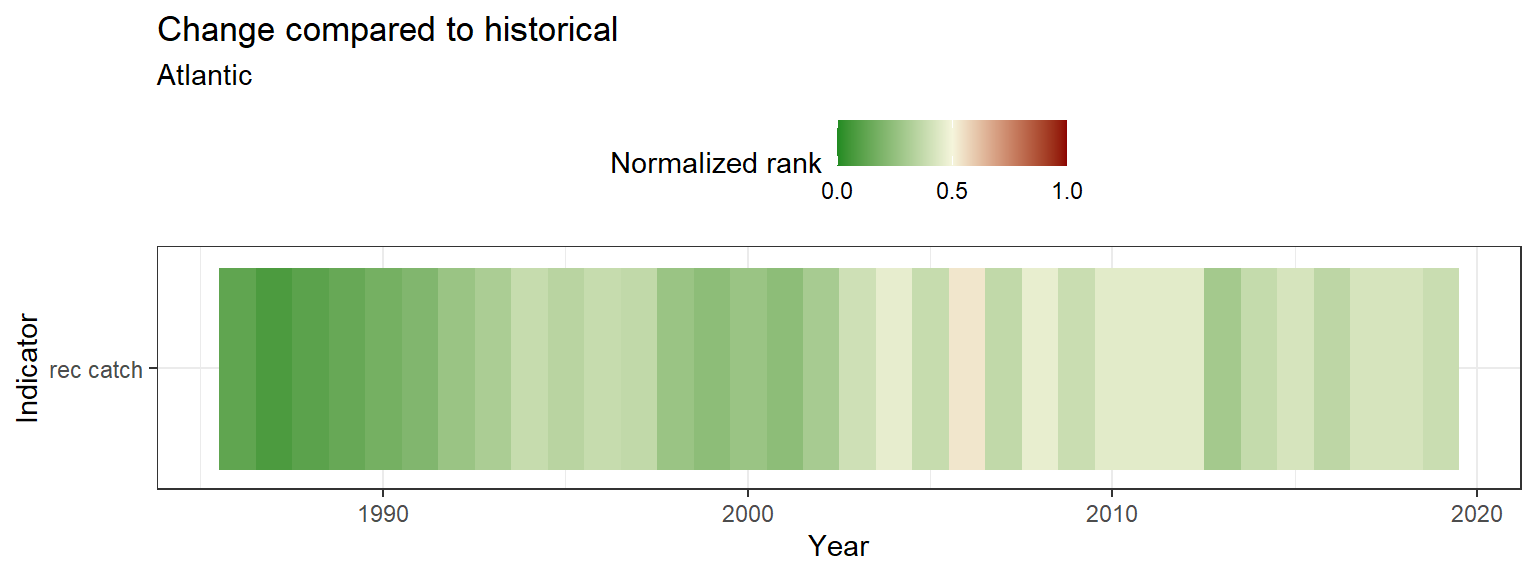 Change compared to historical
Atlantic
Normalized rank
0.0 0.5 1.0
Indicator
rec catch
1990 2000 2010 2020
Year